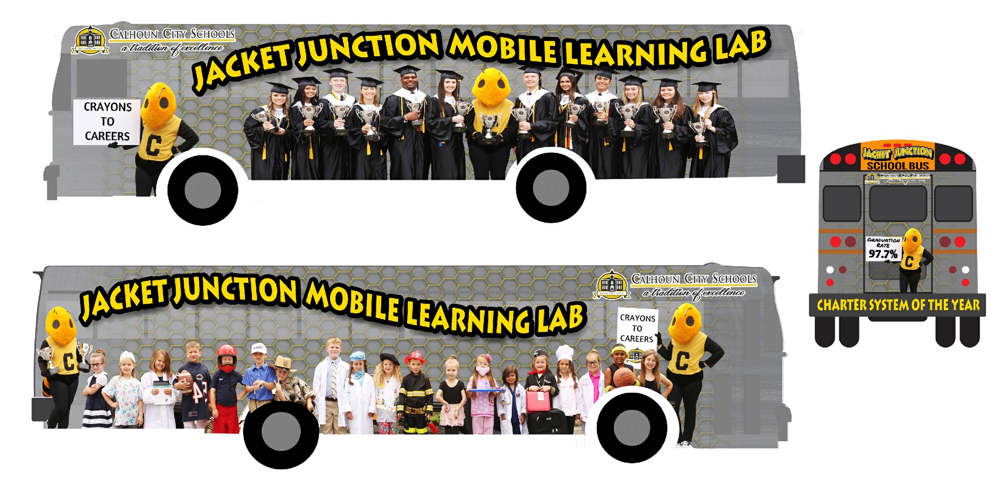 CALHOUN CITY SCHOOLS
a tradition of excellence
JACKET JUNCTION MOBILE LEARNING LAB
CRAYONS
TO
CAREERS
C
C
JACKET JUNCTION
SCHOOL BUS
CALHOUN CITY SCHOOLS
a tradition of excellence
GRADUATION
RATE
97.7%
C
CHARTER SYSTEM OF THE YEAR
JACKET JUNCTION MOBILE LEARNING LAB
CALHOUN CITY SCHOOLS
a tradition of excellence
CRAYONS
TO
CAREERS
C
C